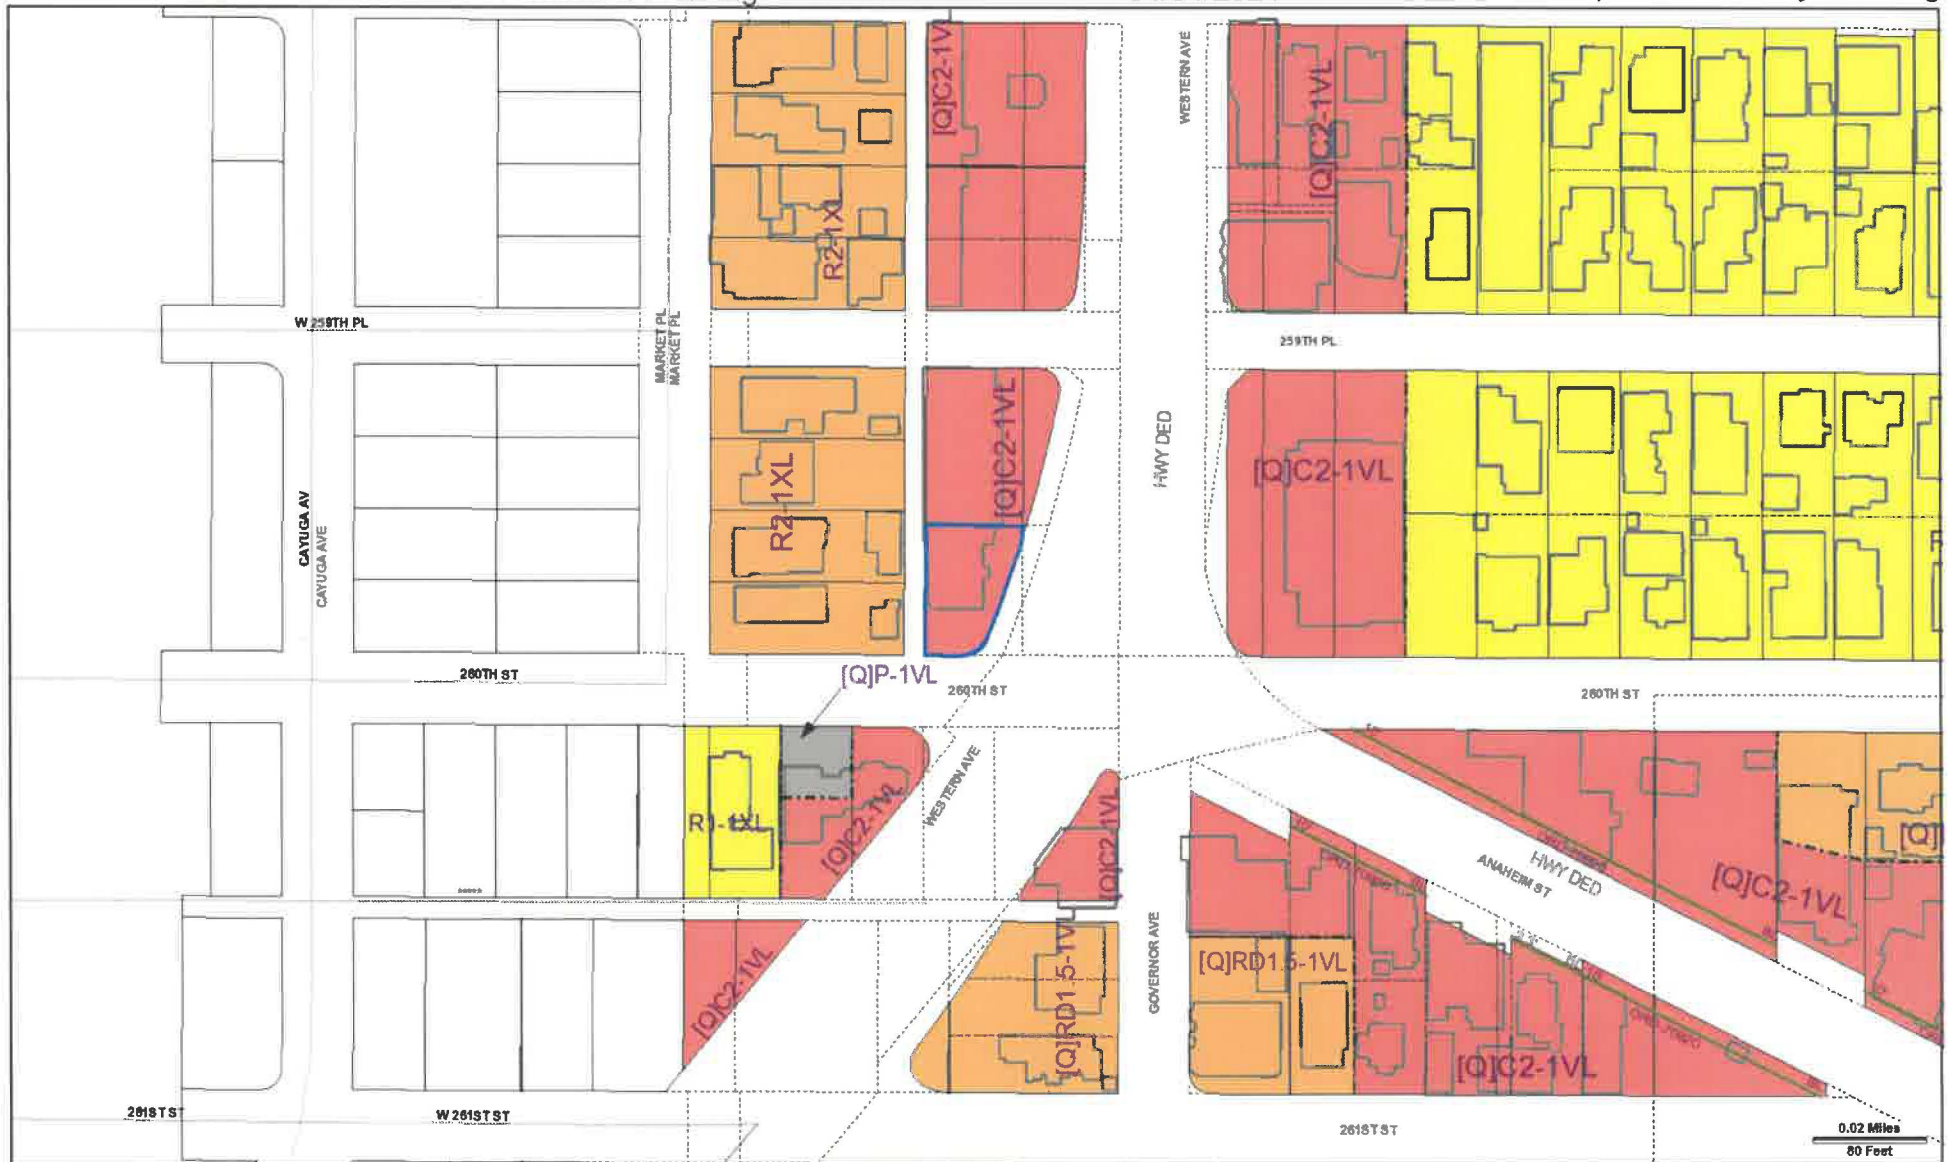 [Q]C2-1VL
WESTERN AVE
[Q]C2-1VL
R2-1XL
W 259TH PL
MARKET PL
MARKET PL
259TH PL
[Q]C2-1VL
HWY DED
[Q]C2-1VL
R2-1XL
CAYUGA AV
CAYUGA AVE
260TH ST
[Q]P-1VL
260TH ST
260TH ST
R1-1XL
[Q]C2-1VL
WESTERN AVE
[Q]C2-1VL
HWY DED
ANAHEIM ST
[Q]C2-1VL
[Q]
[Q]C2-1VL
[Q]RD1.5-1V
GOVERNOR AVE
[Q]RD1.5-1VL
[Q]C2-1VL
261ST ST
W 261ST ST
261ST ST
0.02 Miles
80 Feet